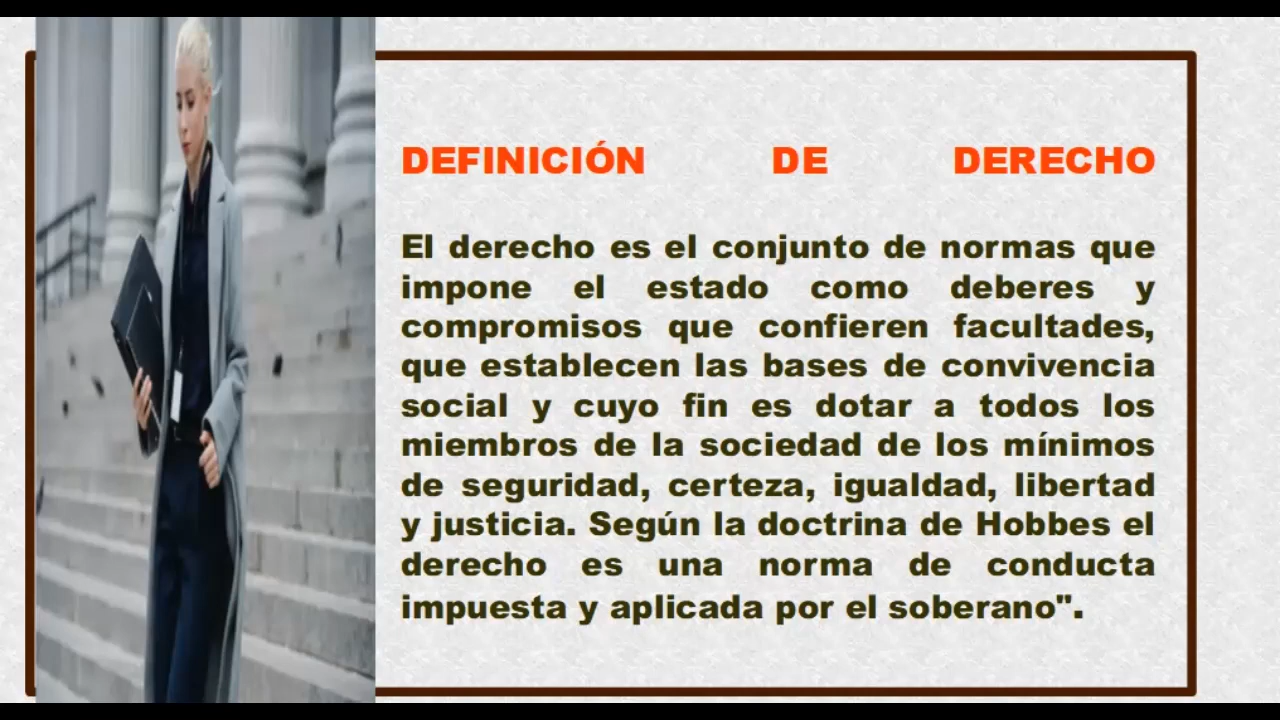 DEFINICIÓN DE DERECHO
El derecho es el conjunto de normas que
impone el estado como deberes y
compromisos que confieren facultades,
que establecen las bases de convivencia
social y cuyo fin es dotar a todos los
miembros de la sociedad de los mínimos
de seguridad, certeza, igualdad, libertad
y justicia. Según la doctrina de Hobbes el
derecho es una norma de conducta
impuesta y aplicada por el soberano".